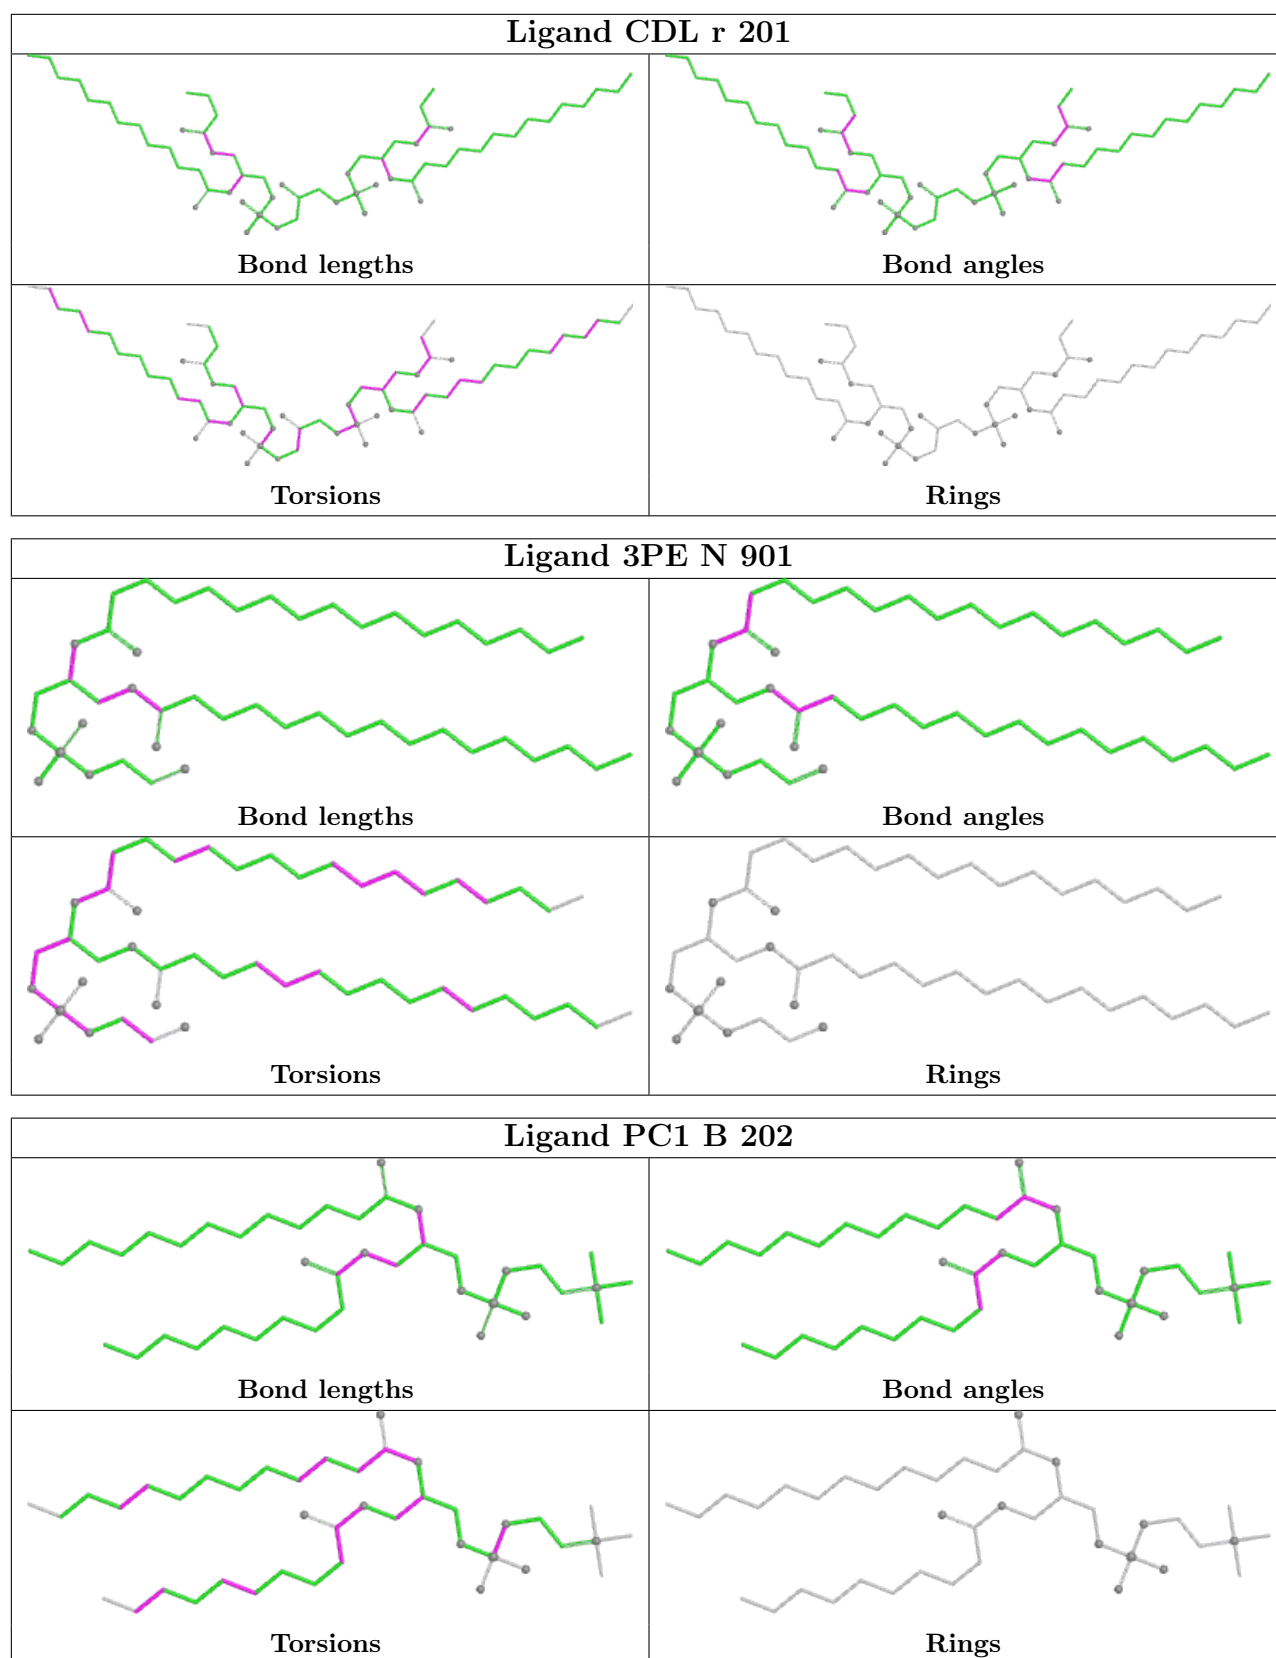 Ligand CDL r 201
Bond lengths
Bond angles
Torsions
Rings
Ligand 3PE N 901
Bond lengths
Bond angles
Torsions
Rings
Ligand PC1 B 202
Bond lengths
Bond angles
Torsions
Rings